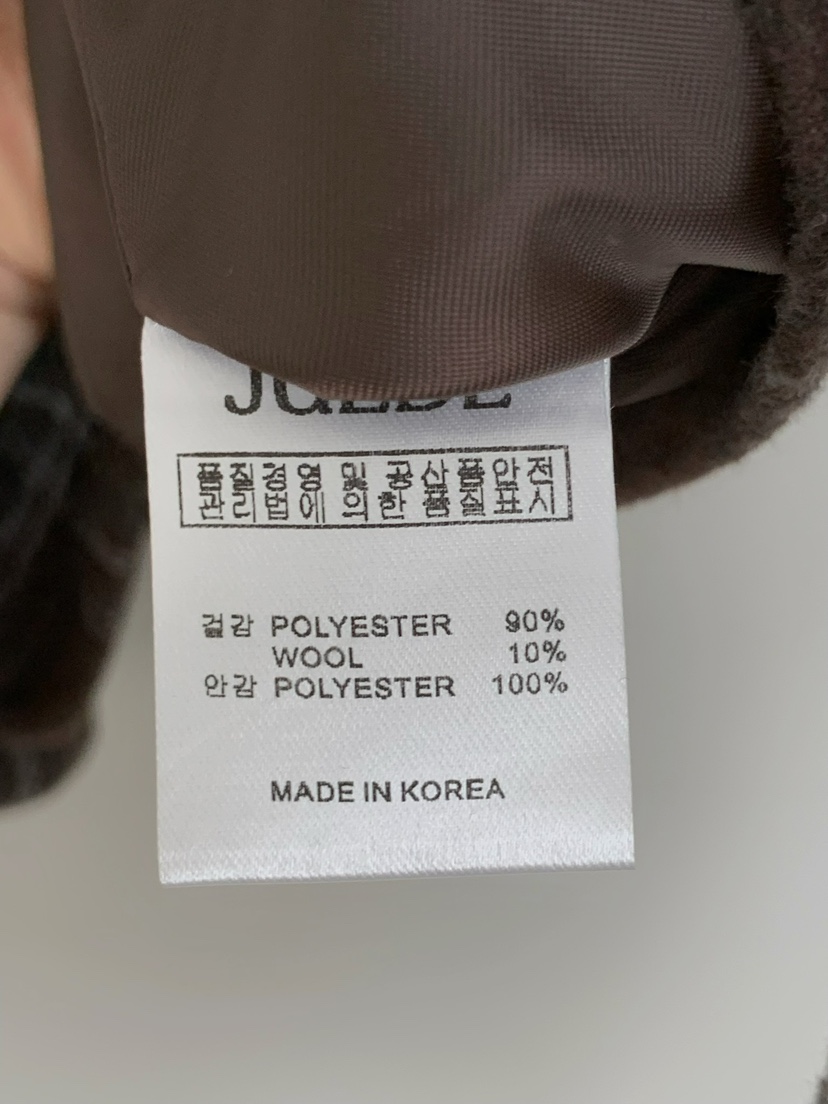 품질경영 및 공산품안전
관리법에 의한 품질표시
겉감 POLYESTER 90%
WOOL 10%
안감 POLYESTER 100%
MADE IN KOREA